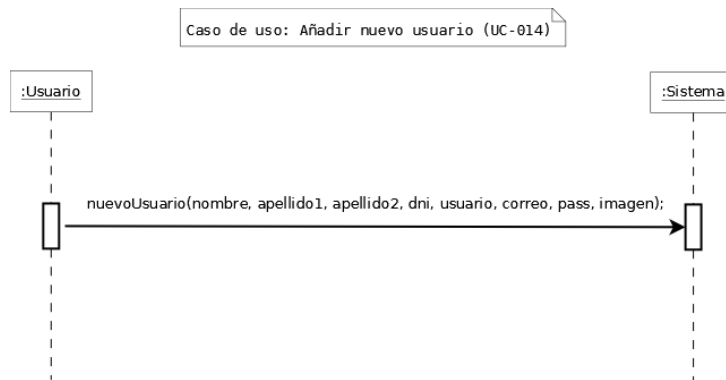 Caso de uso: Añadir nuevo usuario (UC-014)
:Usuario
:Sistema
nuevoUsuario(nombre, apellido1, apellido2, dni, usuario, correo, pass, imagen);